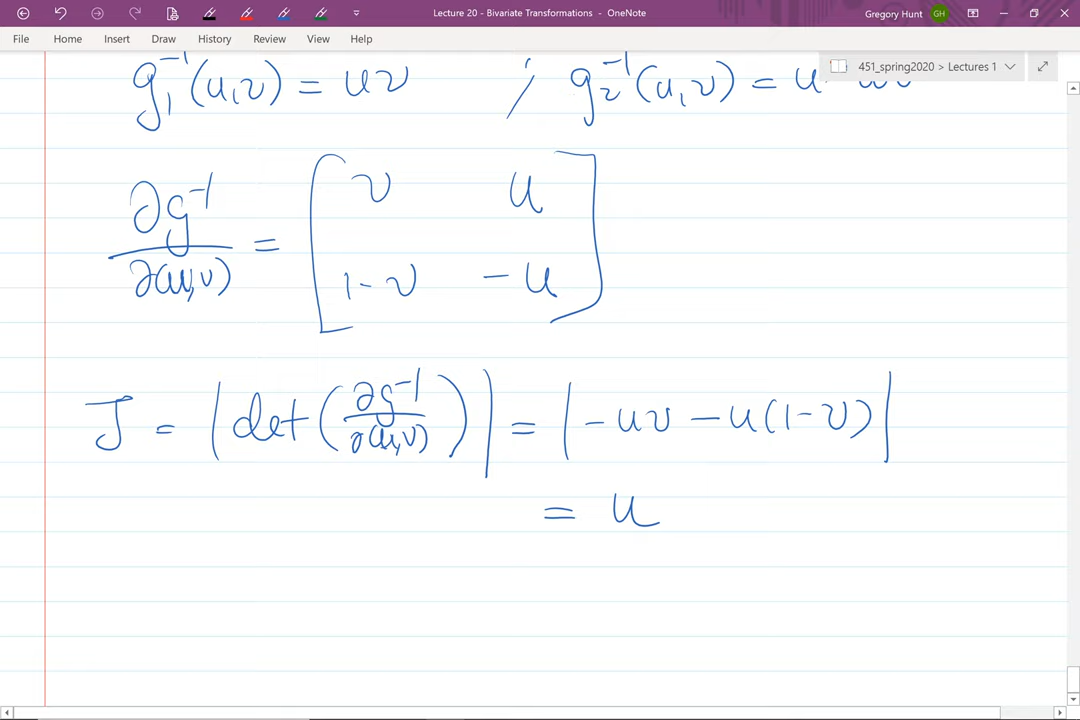 Lecture 20 - Bivariate Transformations - OneNote
Gregory Hunt GH
File Home Insert Draw History Review View Help
451_spring2020 > Lectures 1
g₁⁻¹(u,v) = uv ; g₂⁻¹(u,v) = u - uv
∂g⁻¹/∂(u,v) = [ v u
1-v -u ]
J = |det(∂g⁻¹/∂(u,v))| = |-uv - u(1-v)|
= u